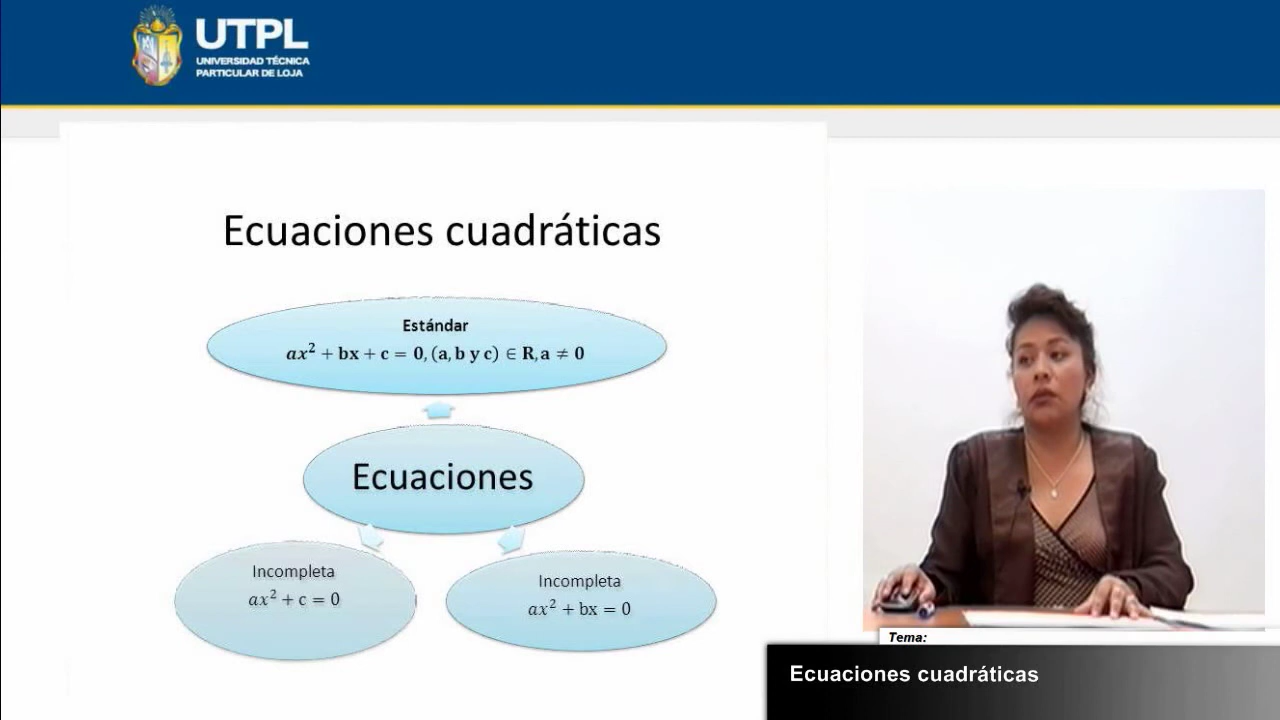 UTPL
UNIVERSIDAD TÉCNICA
PARTICULAR DE LOJA
Ecuaciones cuadráticas
Estándar
ax² + bx + c = 0, (a, b y c) ∈ R, a ≠ 0
Ecuaciones
Incompleta
ax² + c = 0
Incompleta
ax² + bx = 0
Tema:
Ecuaciones cuadráticas